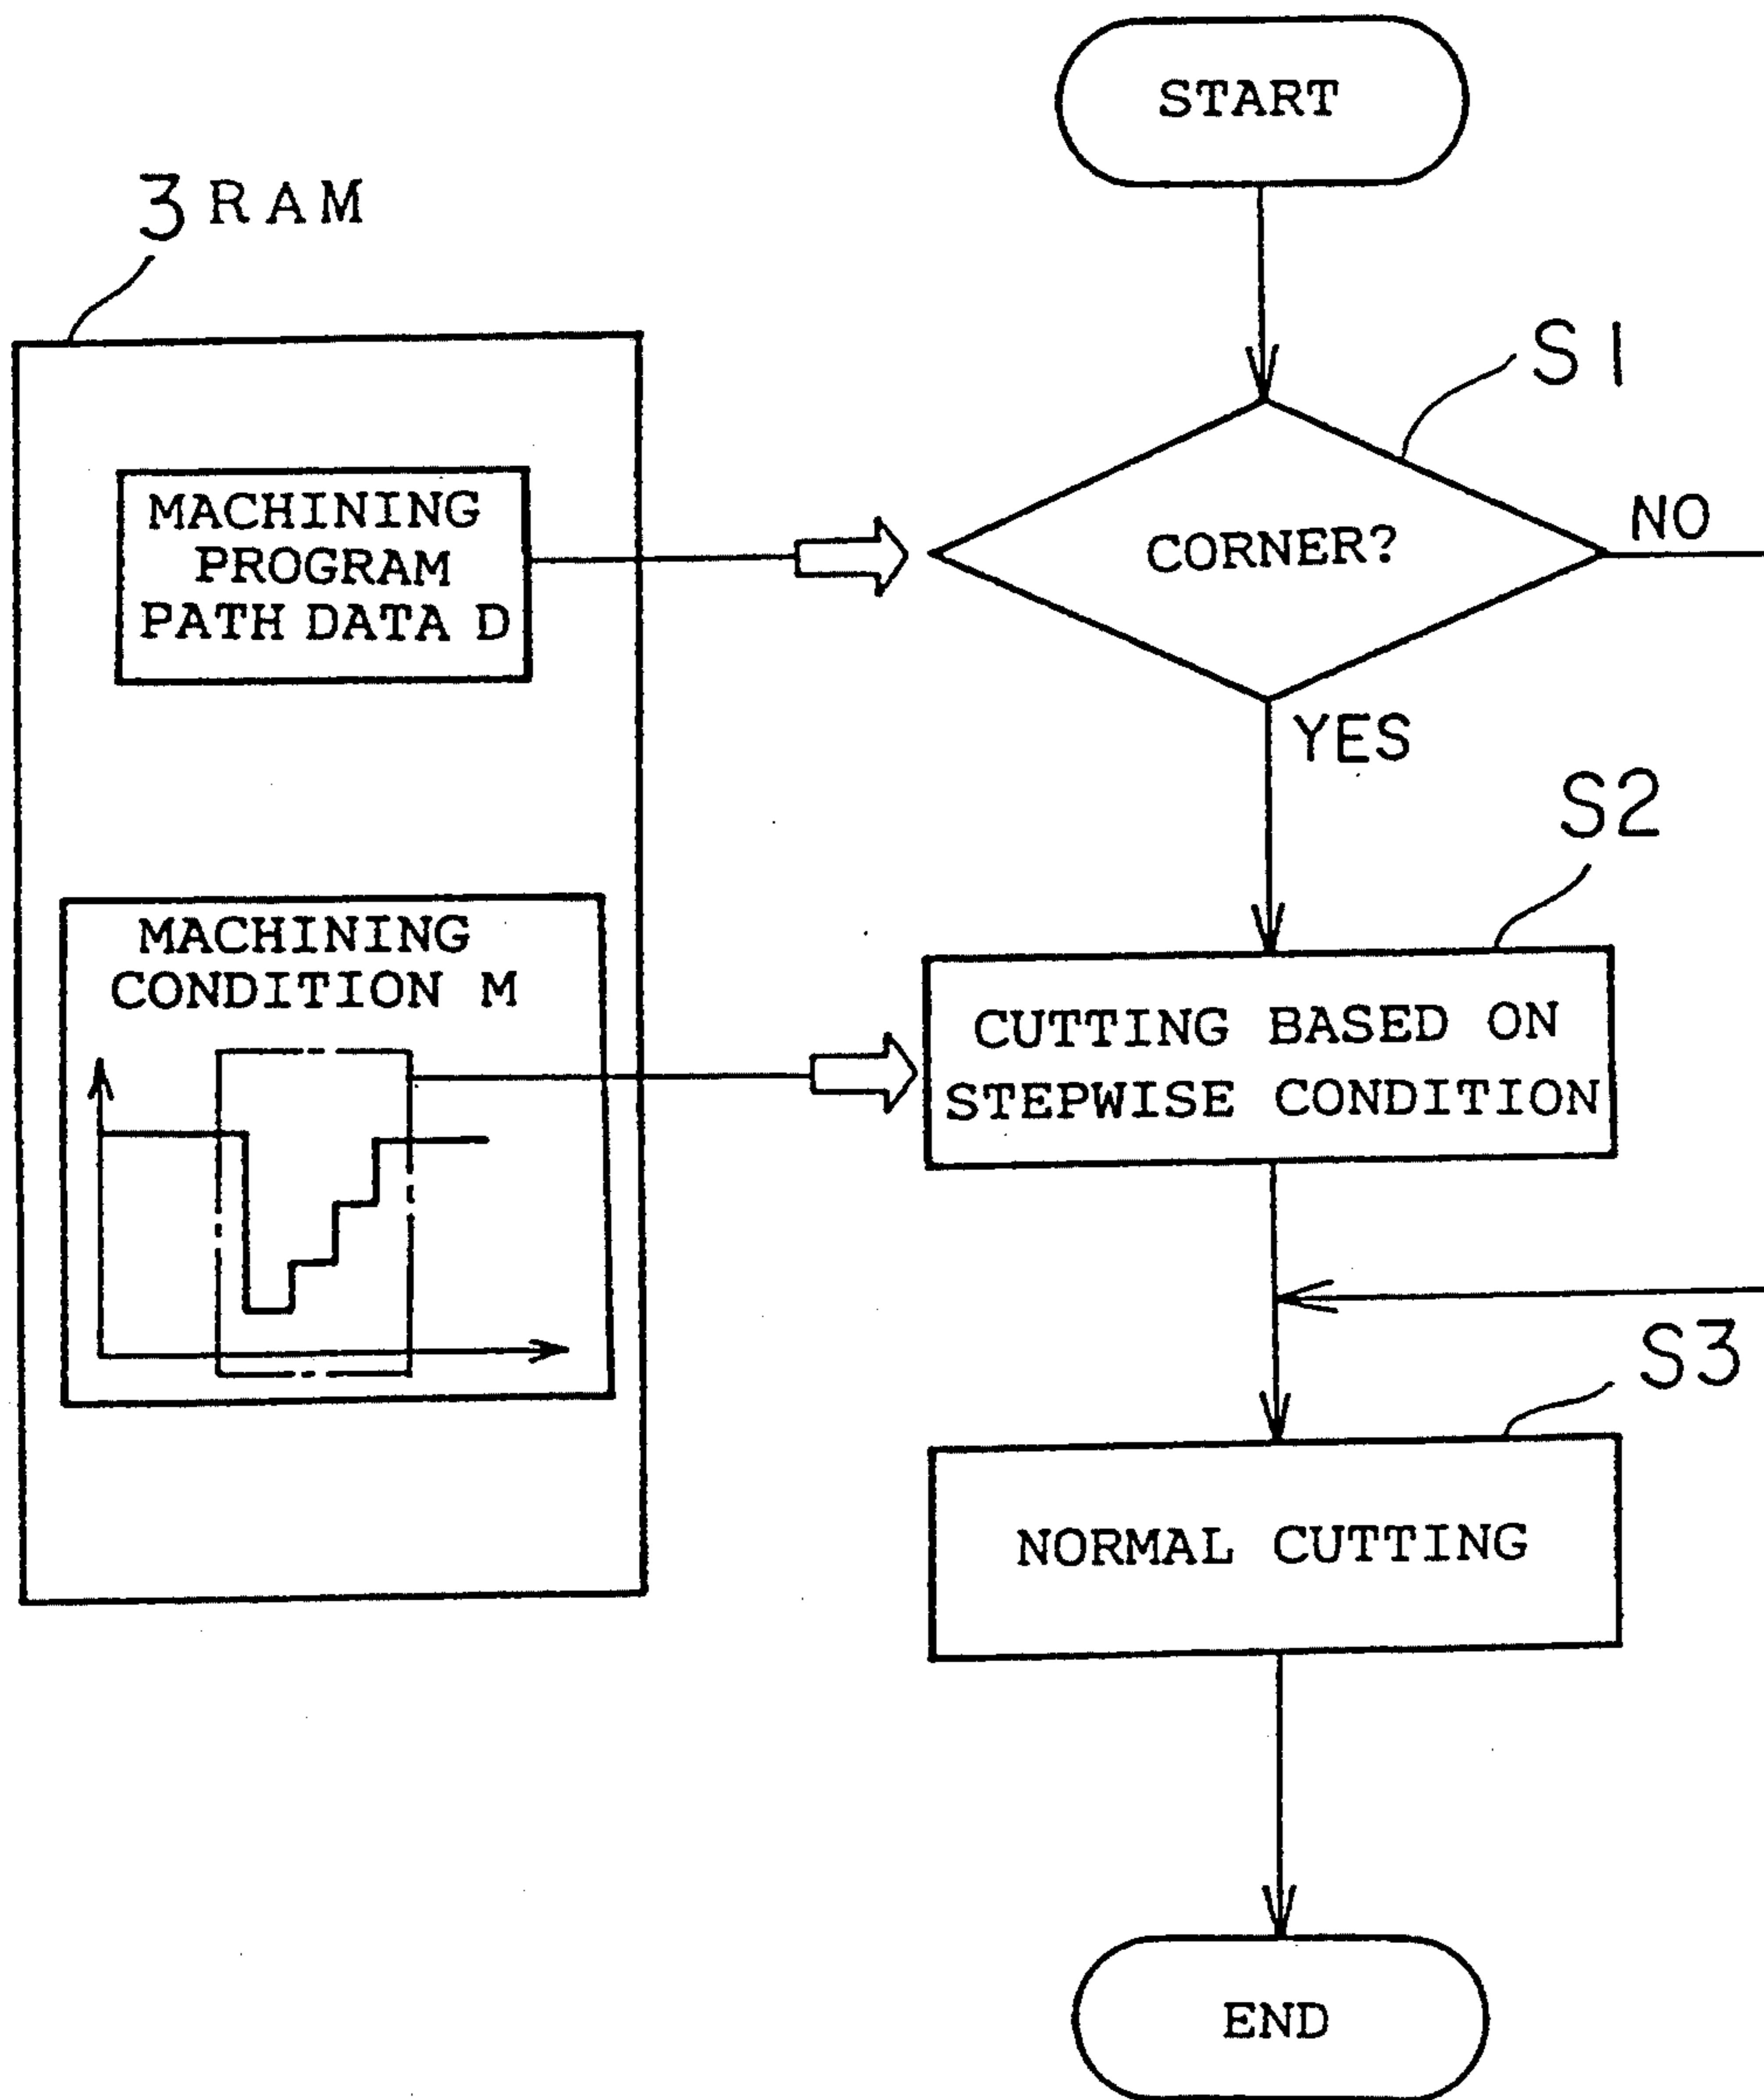 START
3 RAM
S1
MACHINING
PROGRAM
PATH DATA D
CORNER?
NO
YES
S2
MACHINING
CONDITION M
CUTTING BASED ON
STEPWISE CONDITION
S3
NORMAL CUTTING
END